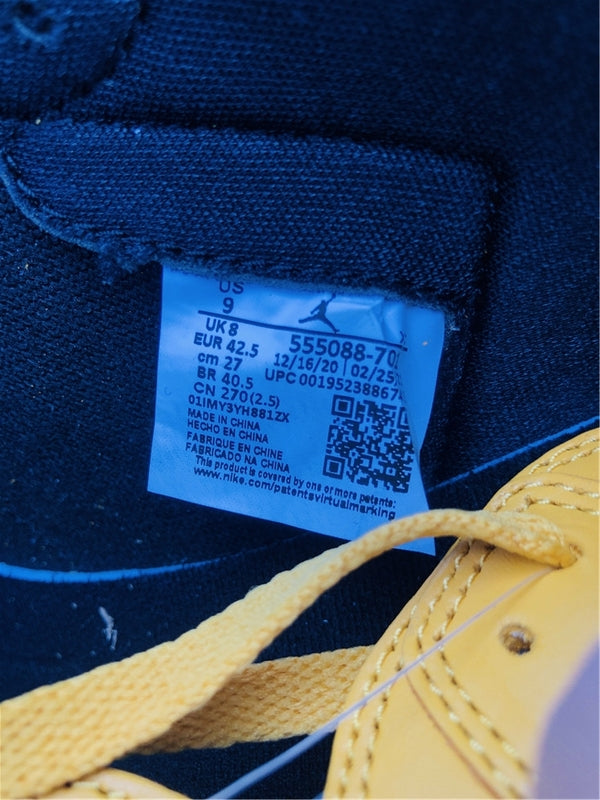 US
9
UK 8
EUR 42.5
cm 27
BR 40.5
CN 270(2.5)
01IMY3YH881ZX
555088-70
12/16/20 02/25/
UPC 0019523886
MADE IN CHINA
HECHO EN CHINA
FABRIQUE EN CHINE
FABRICADO NA CHINA
This product is covered by one or more patents:
www.nike.com/patentsvirtualmarking